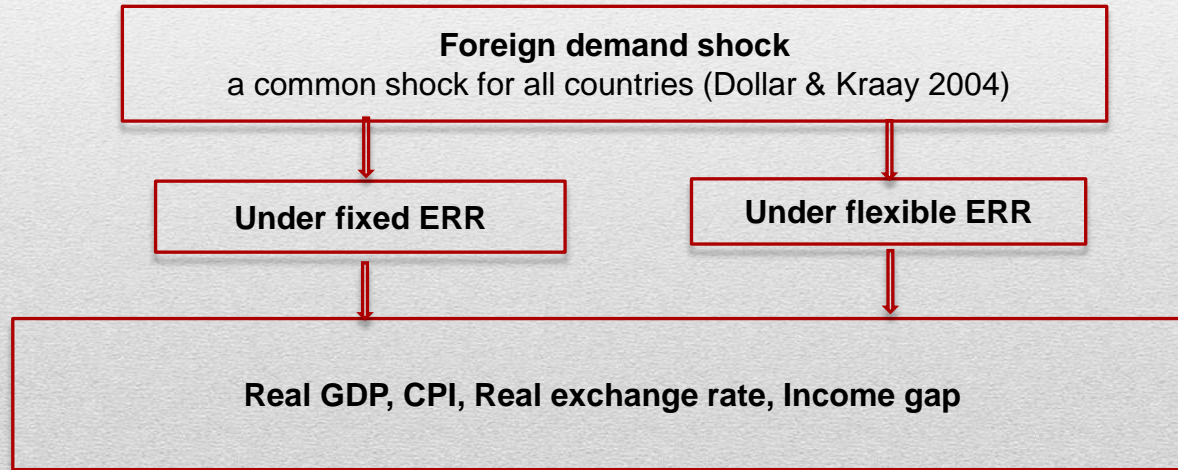 Foreign demand shock
a common shock for all countries (Dollar & Kraay 2004)
Under fixed ERR
Under flexible ERR
Real GDP, CPI, Real exchange rate, Income gap